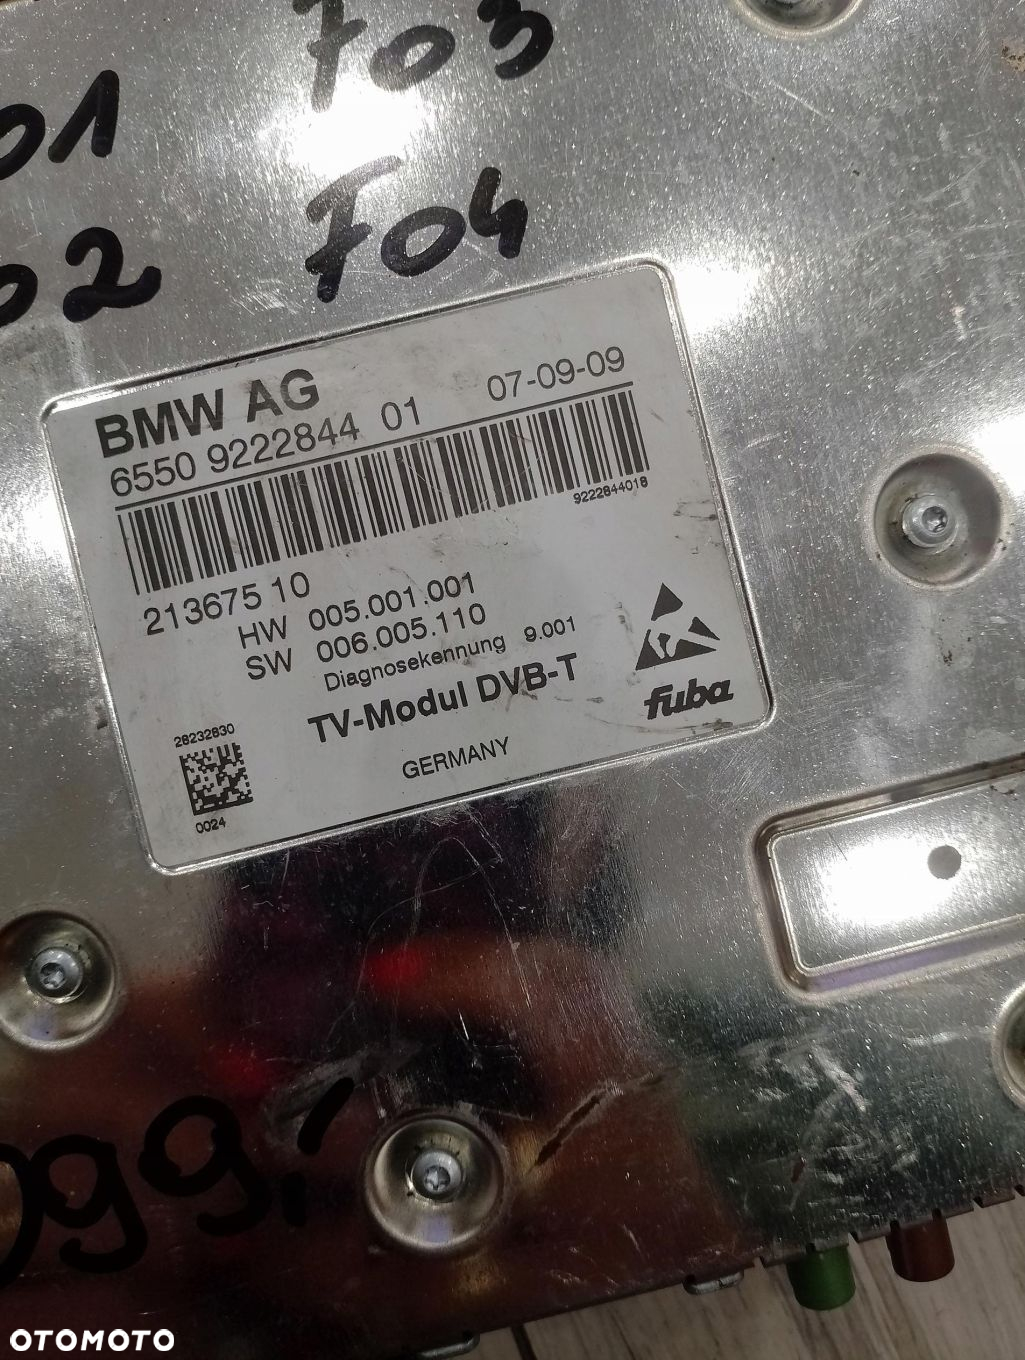 F03
01
F04
02
BMW AG
6550 9222844 01 07-09-09
9222844018
213675 10
HW 005.001.001
SW 006.005.110
Diagnosekennung 9.001
TV-Modul DVB-T
fuba
GERMANY
28232830
0024
OTOMOTO